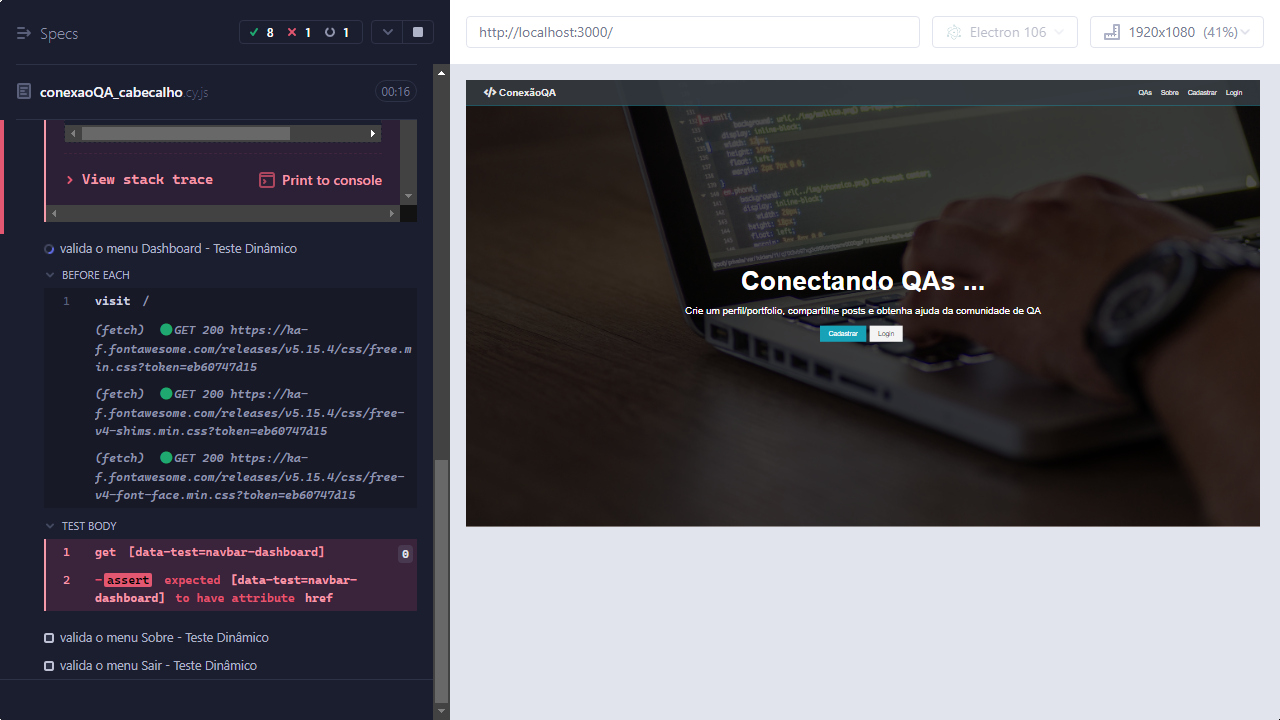 Specs
8
1
1
http://localhost:3000/
Electron 106
1920x1080 (41%)
conexaoQA_cabecalho.cy.js
00:16
View stack trace
Print to console
valida o menu Dashboard - Teste Dinâmico
BEFORE EACH
1 visit /
(fetch) GET 200 https://ka-
f.fontawesome.com/releases/v5.15.4/css/free.m
in.css?token=eb60747d15
(fetch) GET 200 https://ka-
f.fontawesome.com/releases/v5.15.4/css/free-
v4-shims.min.css?token=eb60747d15
(fetch) GET 200 https://ka-
f.fontawesome.com/releases/v5.15.4/css/free-
v4-font-face.min.css?token=eb60747d15
TEST BODY
1 get [data-test=navbar-dashboard] 0
2 -assert expected [data-test=navbar-
dashboard] to have attribute href
valida o menu Sobre - Teste Dinâmico
valida o menu Sair - Teste Dinâmico
ConexãoQA
QAs Sobre Cadastrar Login
display: inline-block;
float: left;
Conectando QAs ...
Crie um perfil/portfolio, compartilhe posts e obtenha ajuda da comunidade de QA
Cadastrar Login